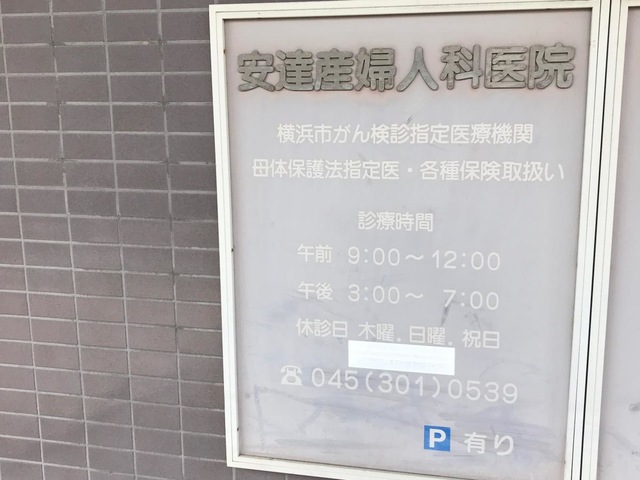 安達産婦人科医院
横浜市がん検診指定医療機関
母体保護法指定医・各種保険取扱い
診療時間
午前 9:00～12:00
午後 3:00～ 7:00
休診日 木曜.日曜.祝日
☎045(301)0539
P 有り